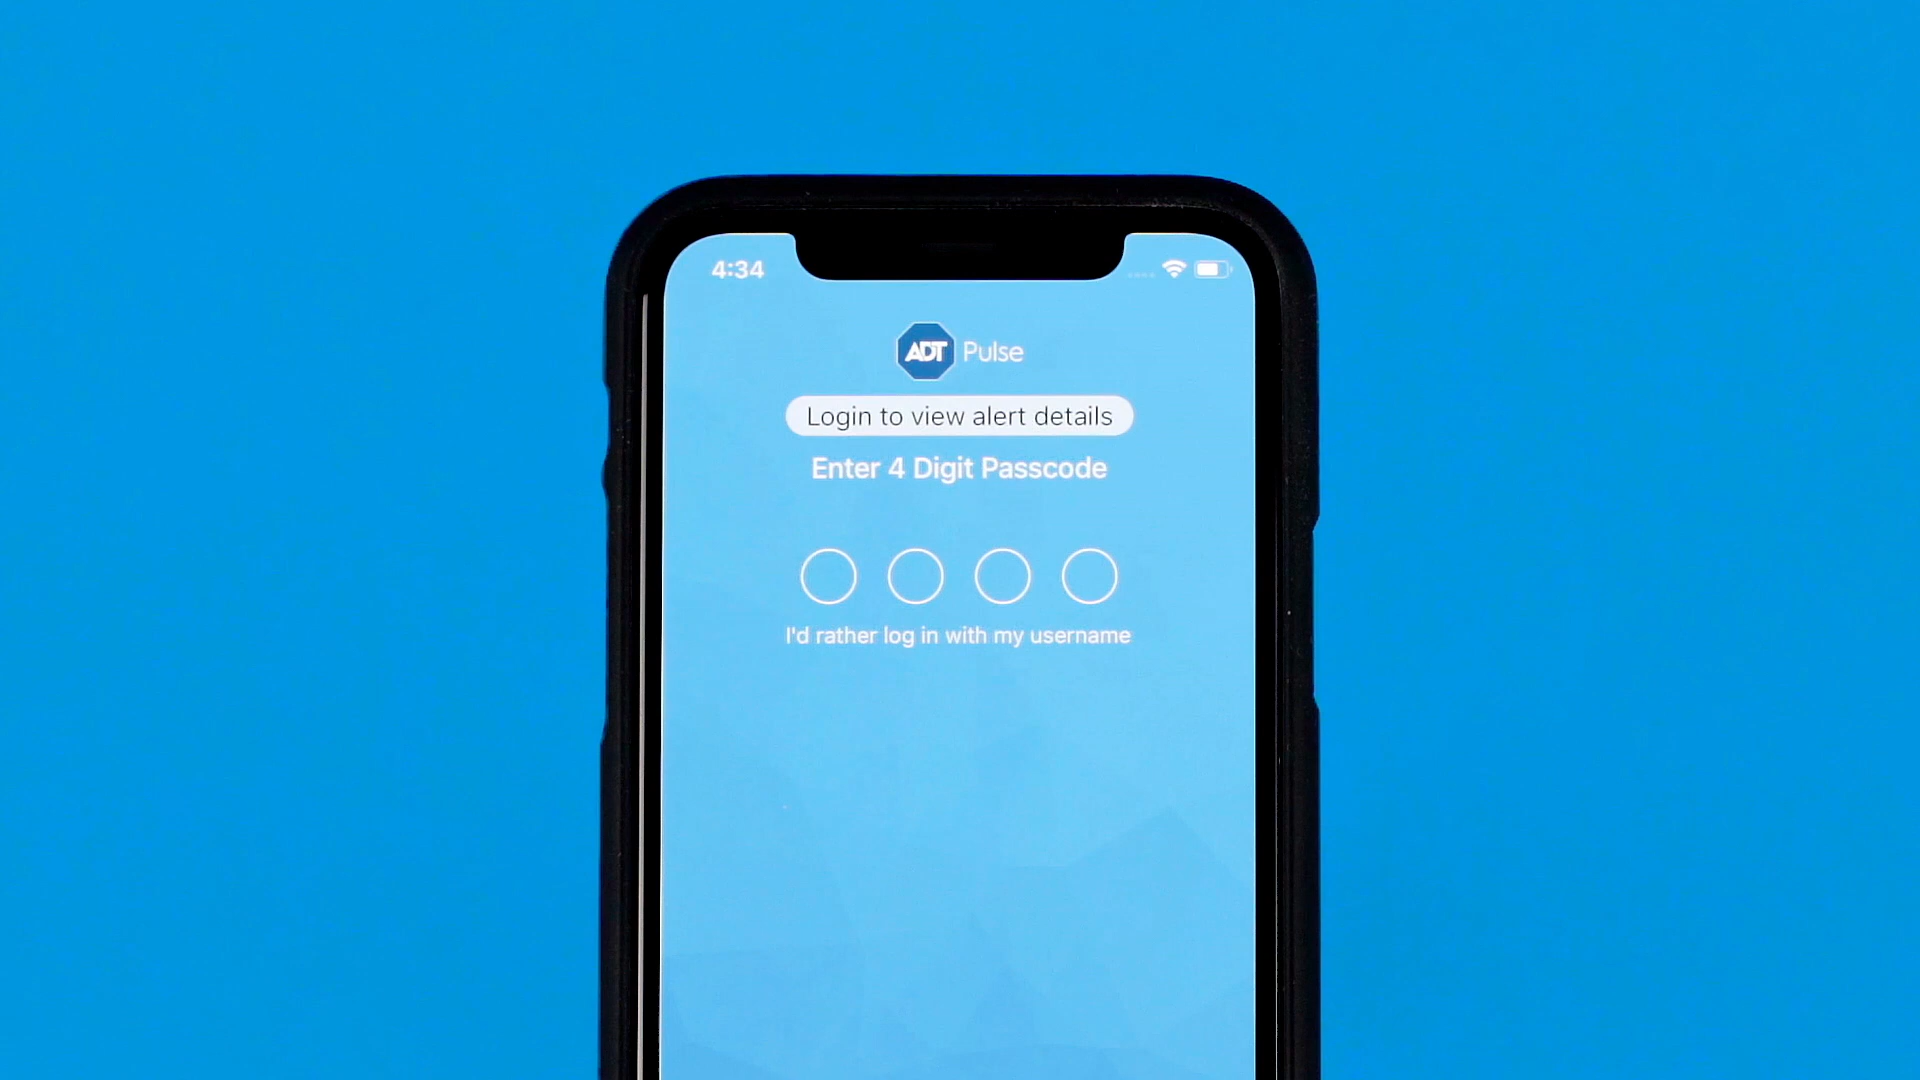 4:34
ADT Pulse
Login to view alert details
Enter 4 Digit Passcode
I'd rather log in with my username